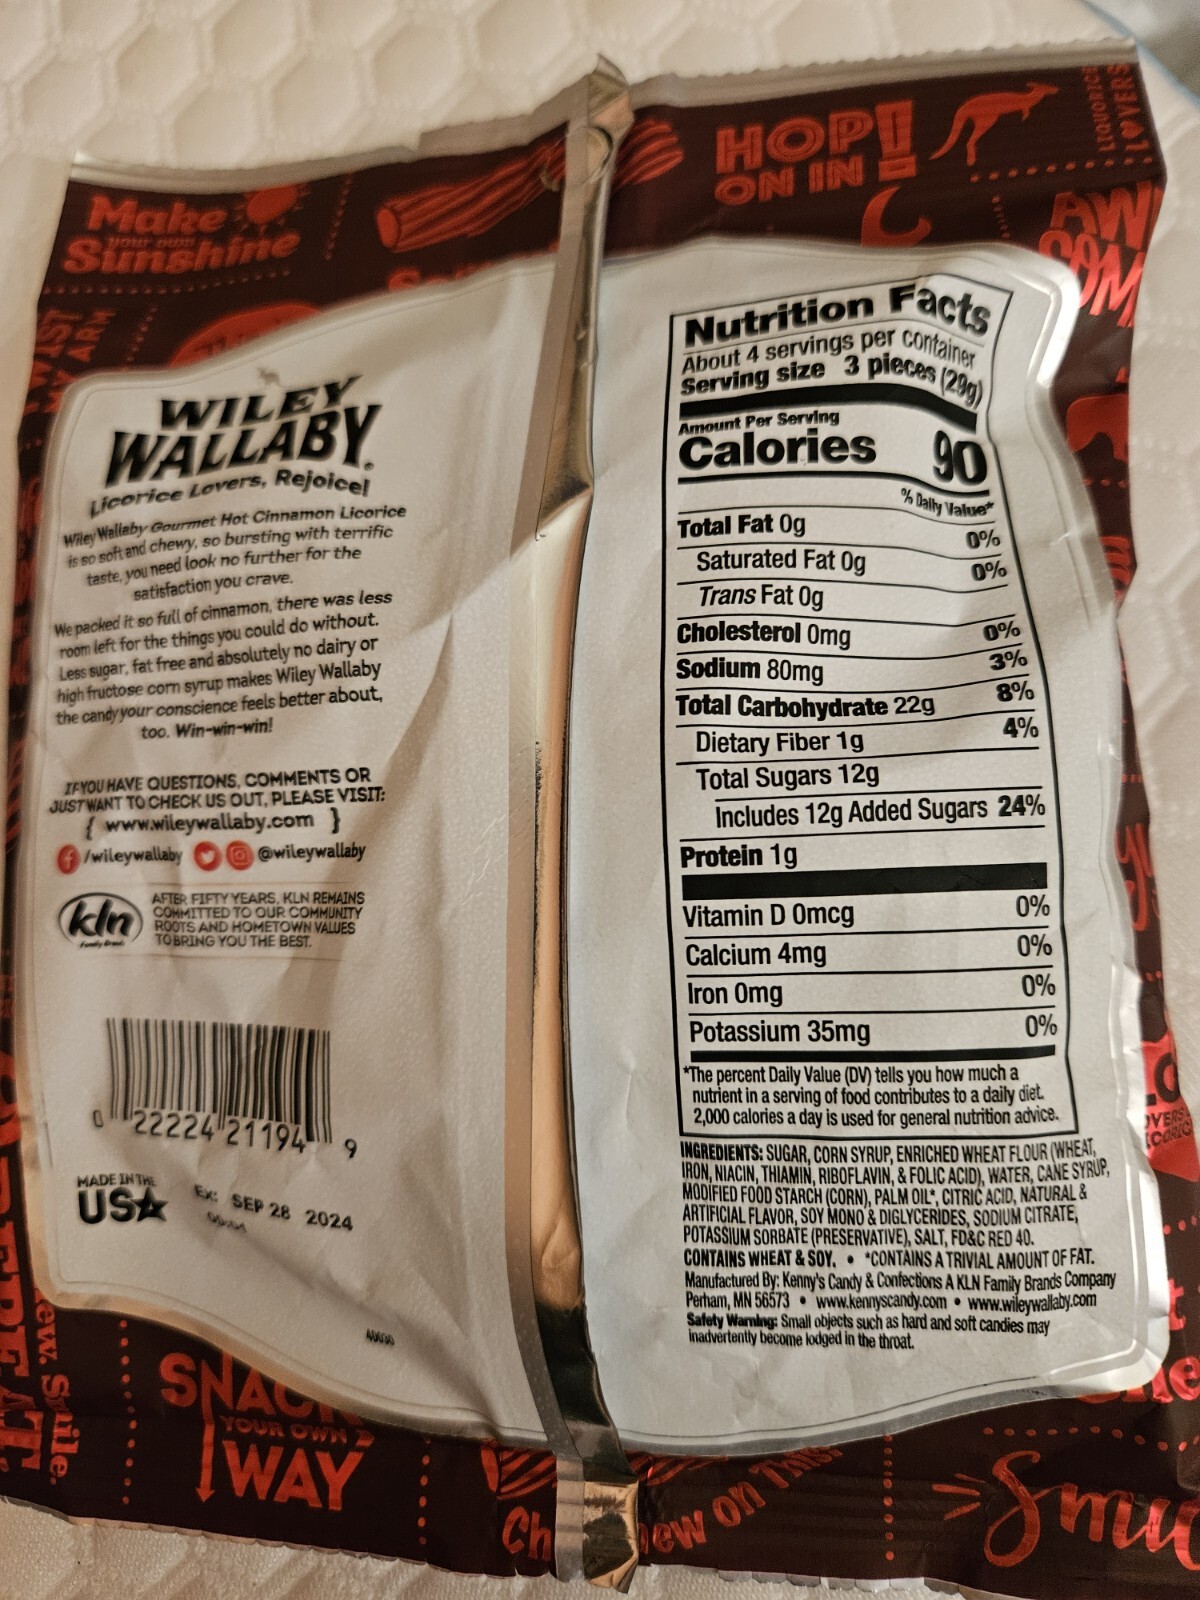 HOP!
ON IN
LIQUORICE
LOVERS
Make
your own
Sunshine
WILEY
WALLABY®
Licorice Lovers, Rejoice!
Wiley Wallaby Gourmet Hot Cinnamon Licorice
is so soft and chewy, so bursting with terrific
taste, you need look no further for the
satisfaction you crave.
We packed it so full of cinnamon, there was less
room left for the things you could do without.
Less sugar, fat free and absolutely no dairy or
high fructose corn syrup makes Wiley Wallaby
the candy your conscience feels better about,
too. Win-win-win!
IF YOU HAVE QUESTIONS, COMMENTS OR
JUST WANT TO CHECK US OUT, PLEASE VISIT:
{ www.wileywallaby.com }
/wileywallaby @wileywallaby
kln
Family Brands
AFTER FIFTY YEARS, KLN REMAINS
COMMITTED TO OUR COMMUNITY
ROOTS AND HOMETOWN VALUES
TO BRING YOU THE BEST.
0 22224 21194 9
MADE IN THE
USA
EX: SEP 28 2024
Nutrition Facts
About 4 servings per container
Serving size 3 pieces (29g)
Amount Per Serving
Calories 90
% Daily Value*
Total Fat 0g 0%
Saturated Fat 0g 0%
Trans Fat 0g
Cholesterol 0mg 0%
Sodium 80mg 3%
Total Carbohydrate 22g 8%
Dietary Fiber 1g 4%
Total Sugars 12g
Includes 12g Added Sugars 24%
Protein 1g
Vitamin D 0mcg 0%
Calcium 4mg 0%
Iron 0mg 0%
Potassium 35mg 0%
*The percent Daily Value (DV) tells you how much a
nutrient in a serving of food contributes to a daily diet.
2,000 calories a day is used for general nutrition advice.
INGREDIENTS: SUGAR, CORN SYRUP, ENRICHED WHEAT FLOUR (WHEAT,
IRON, NIACIN, THIAMIN, RIBOFLAVIN, & FOLIC ACID), WATER, CANE SYRUP,
MODIFIED FOOD STARCH (CORN), PALM OIL*, CITRIC ACID, NATURAL &
ARTIFICIAL FLAVOR, SOY MONO & DIGLYCERIDES, SODIUM CITRATE,
POTASSIUM SORBATE (PRESERVATIVE), SALT, FD&C RED 40.
CONTAINS WHEAT & SOY. • *CONTAINS A TRIVIAL AMOUNT OF FAT.
Manufactured By: Kenny's Candy & Confections A KLN Family Brands Company
Perham, MN 56573 • www.kennyscandy.com • www.wileywallaby.com
Safety Warning: Small objects such as hard and soft candies may
inadvertently become lodged in the throat.
SNACK
YOUR OWN
WAY
Smile.
REPEAT
ew on This